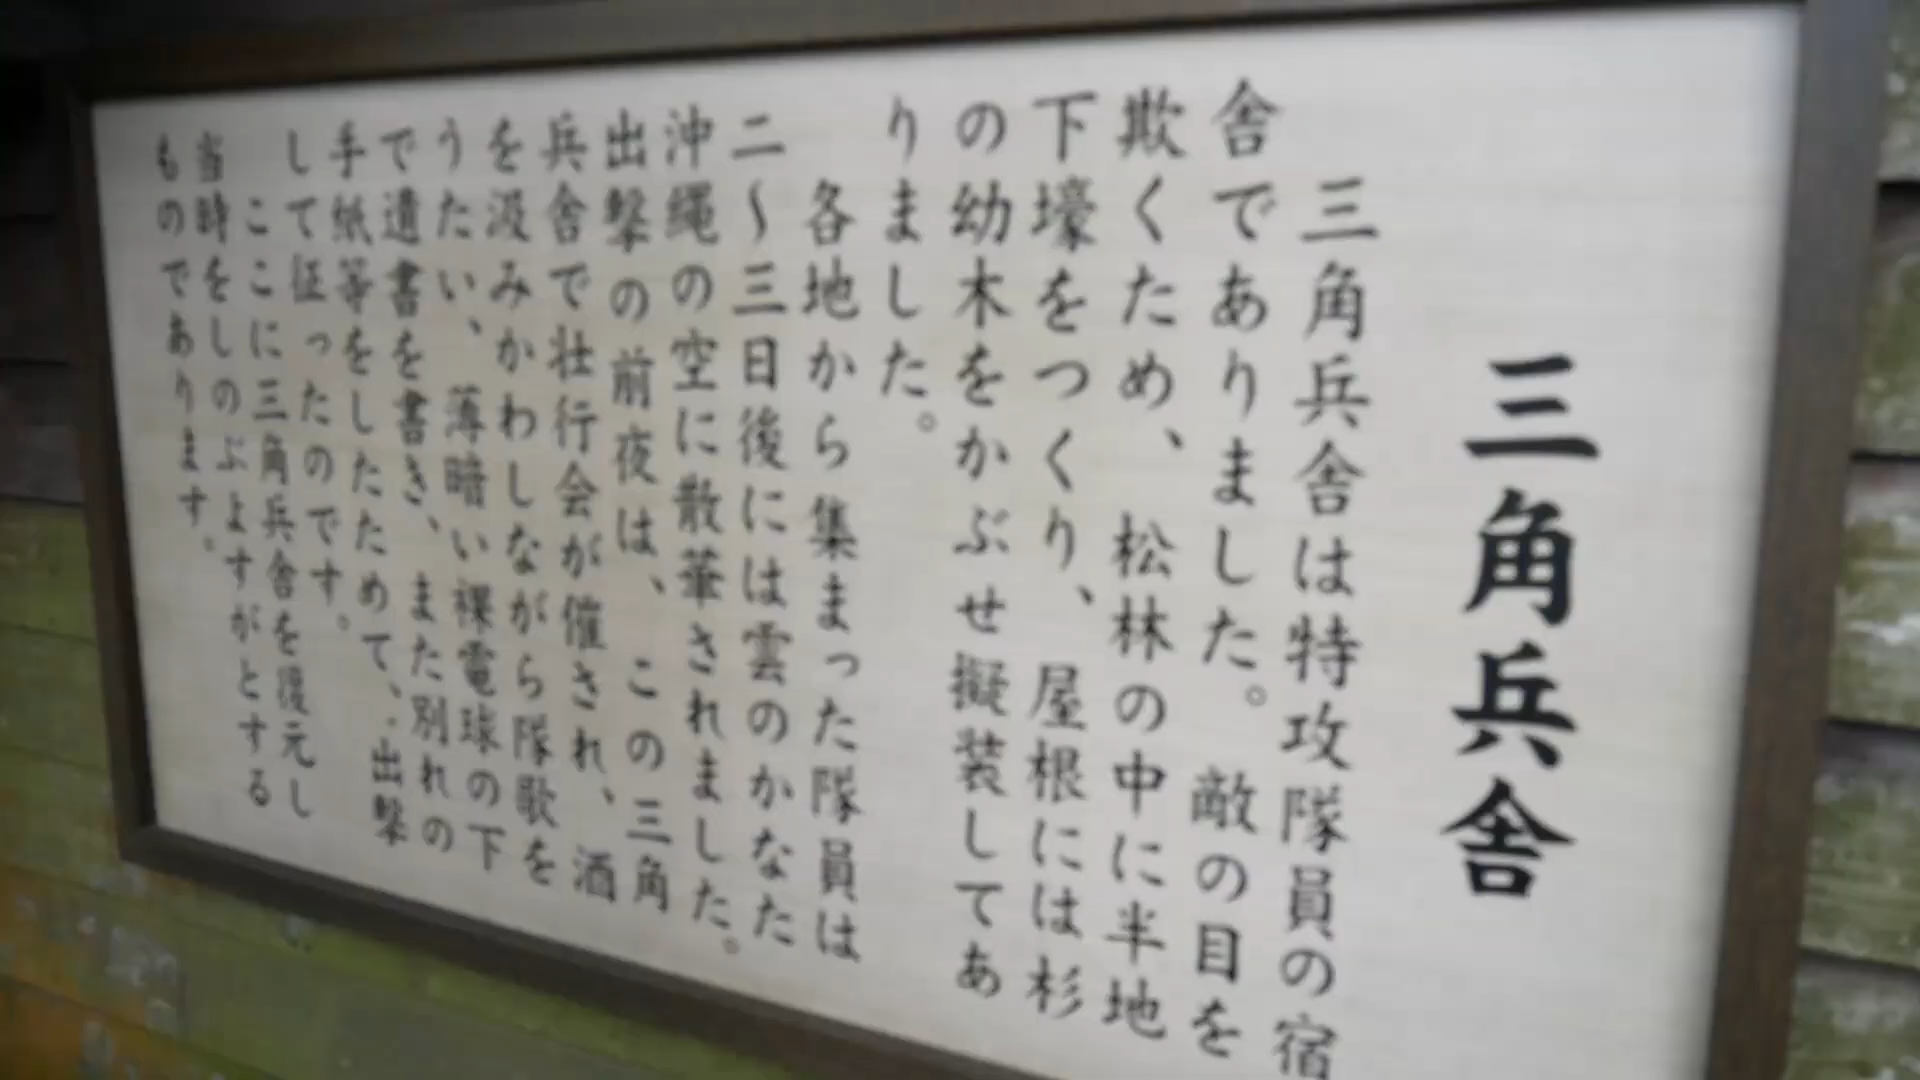 三角兵舎
三角兵舎は特攻隊員の宿
舎でありました。敵の目を
欺くため、松林の中に半地
下壕をつくり、屋根には杉
の幼木をかぶせ擬装してあ
りました。
各地から集まった隊員は
二〜三日後には雲のかなた
沖縄の空に散華されました。
出撃の前夜は、この三角
兵舎で壮行会が催され、酒
を汲みかわしながら隊歌を
うたい、薄暗い裸電球の下
で遺書を書き、また別れの
手紙等をしたためて、出撃
して征ったのです。
ここに三角兵舎を復元し
当時をしのぶよすがとする
ものであります。